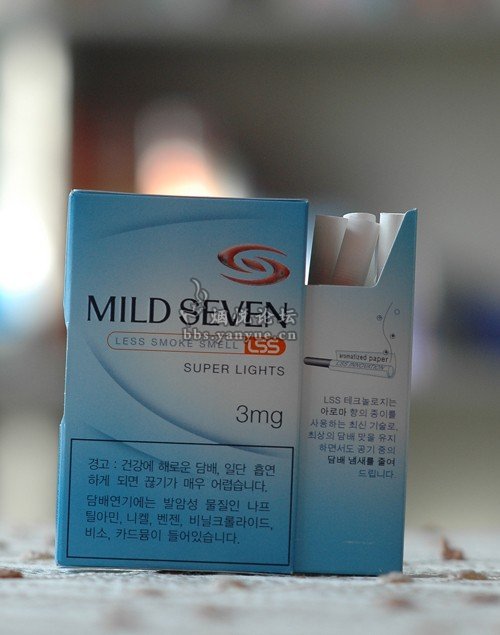 MILD SEVEN
烟悦论坛
bbs.yanyue.cn
LESS SMOKE SMELL LSS
SUPER LIGHTS
3mg
경고 : 건강에 해로운 담배, 일단 흡연
하게 되면 끊기가 매우 어렵습니다.
담배연기에는 발암성 물질인 나프
틸아민, 니켈, 벤젠, 비닐크롤라이드,
비소, 카드뮴이 들어있습니다.
aromatized paper
LSS INNOVATION
LSS 테크놀로지는
아로마 향의 종이를
사용하는 최신 기술로,
최상의 담배 맛을 유지
하면서도 공기 중의
담배 냄새를 줄여
드립니다.